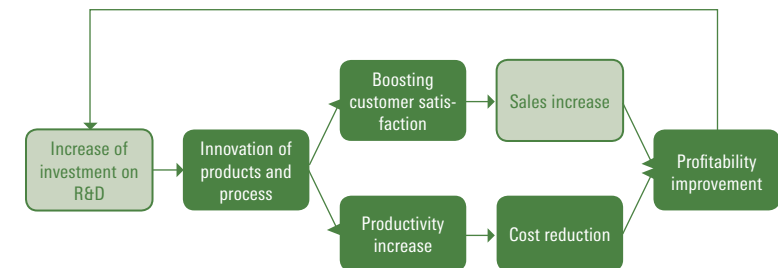 Increase of
investment on
R&D
Innovation of
products and
process
Boosting
customer satis-
faction
Sales increase
Productivity
increase
Cost reduction
Profitability
improvement